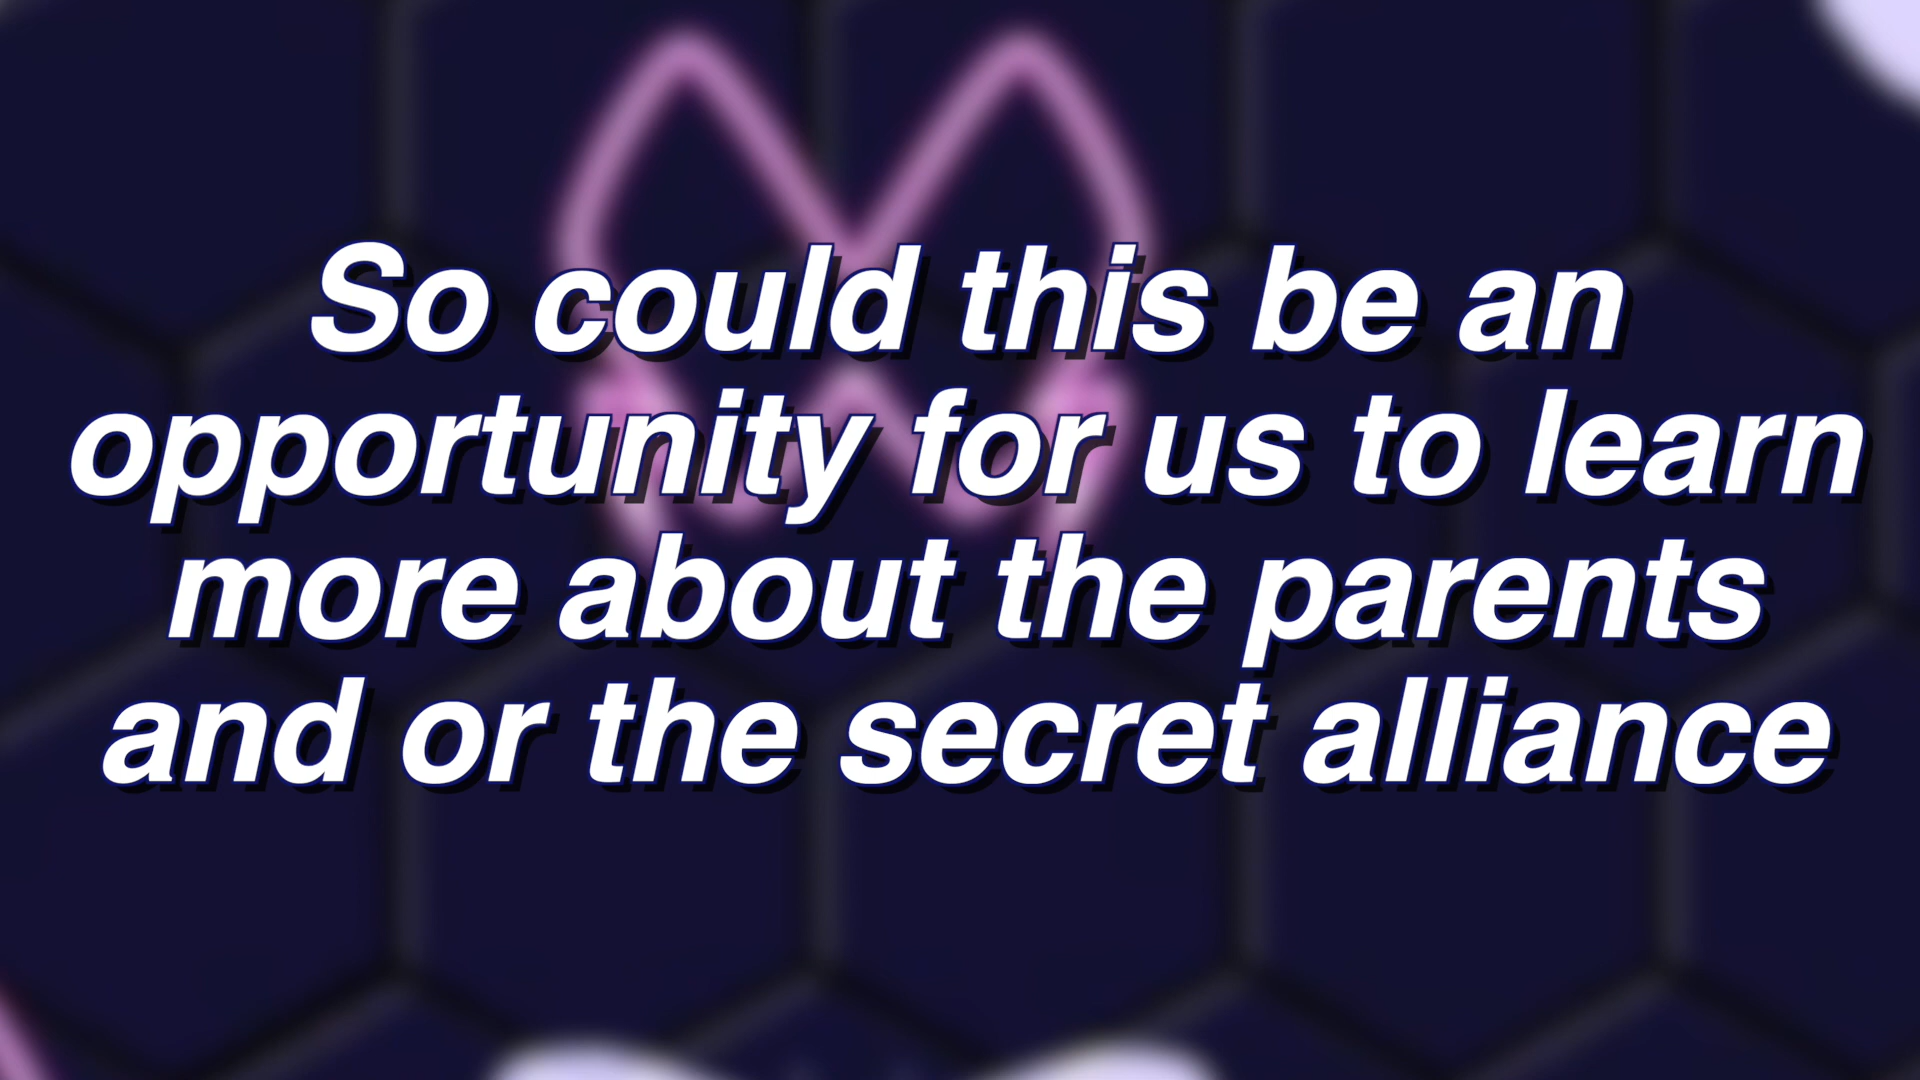 So could this be an
opportunity for us to learn
more about the parents
and or the secret alliance